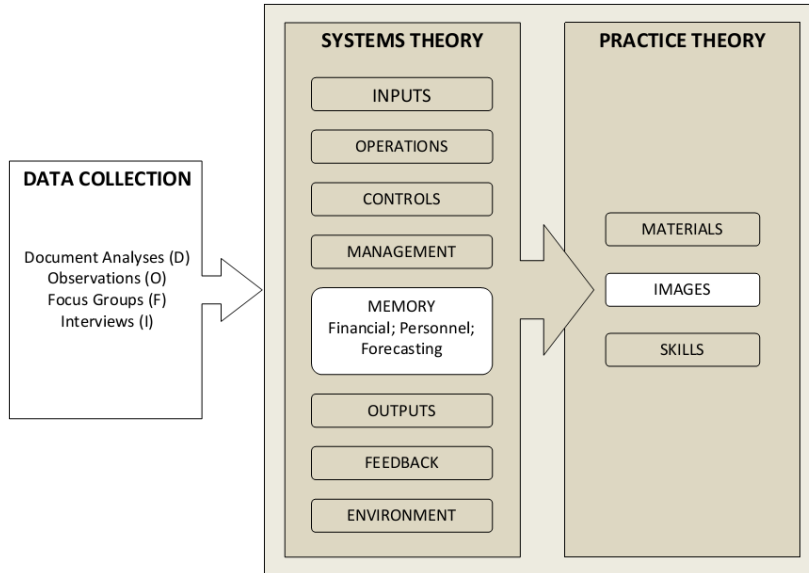 DATA COLLECTION
Document Analyses (D)
Observations (O)
Focus Groups (F)
Interviews (I)
SYSTEMS THEORY
INPUTS
OPERATIONS
CONTROLS
MANAGEMENT
MEMORY
Financial; Personnel;
Forecasting
OUTPUTS
FEEDBACK
ENVIRONMENT
PRACTICE THEORY
MATERIALS
IMAGES
SKILLS